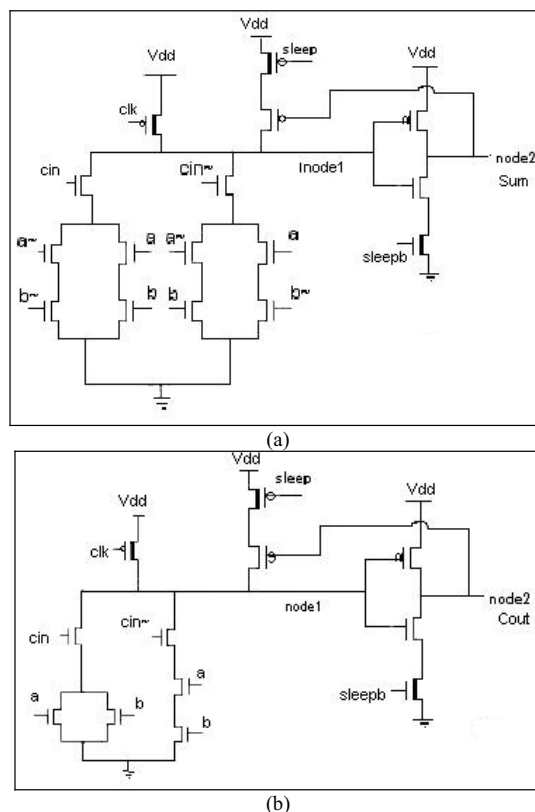 Vdd
sleep
Vdd
Vdd
clk
cin
cin~
node1
node2
Sum
a~
a
a~
a
sleepb
b~
b
b
b~
(a)
Vdd
sleep
Vdd
Vdd
clk
cin~
node1
node2
Cout
cin
a
a
b
b
sleepb
(b)